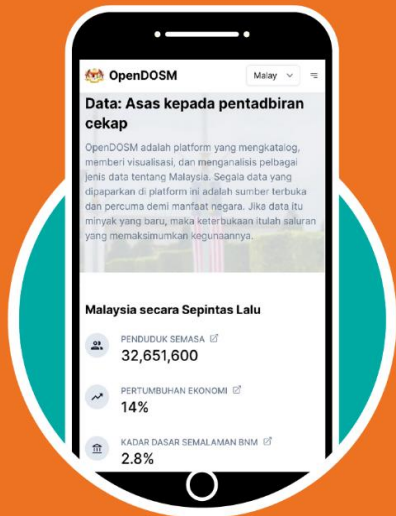 OpenDOSM
Malay
Data: Asas kepada pentadbiran
cekap
OpenDOSM adalah platform yang mengkatalog,
memberi visualisasi, dan menganalisis pelbagai
jenis data tentang Malaysia. Segala data yang
dipaparkan di platform ini adalah sumber terbuka
dan percuma demi manfaat negara. Jika data itu
minyak yang baru, maka keterbukaan itulah saluran
yang memaksimumkan kegunaannya.
Malaysia secara Sepintas Lalu
PENDUDUK SEMASA
32,651,600
PERTUMBUHAN EKONOMI
14%
KADAR DASAR SEMALAMAN BNM
2.8%